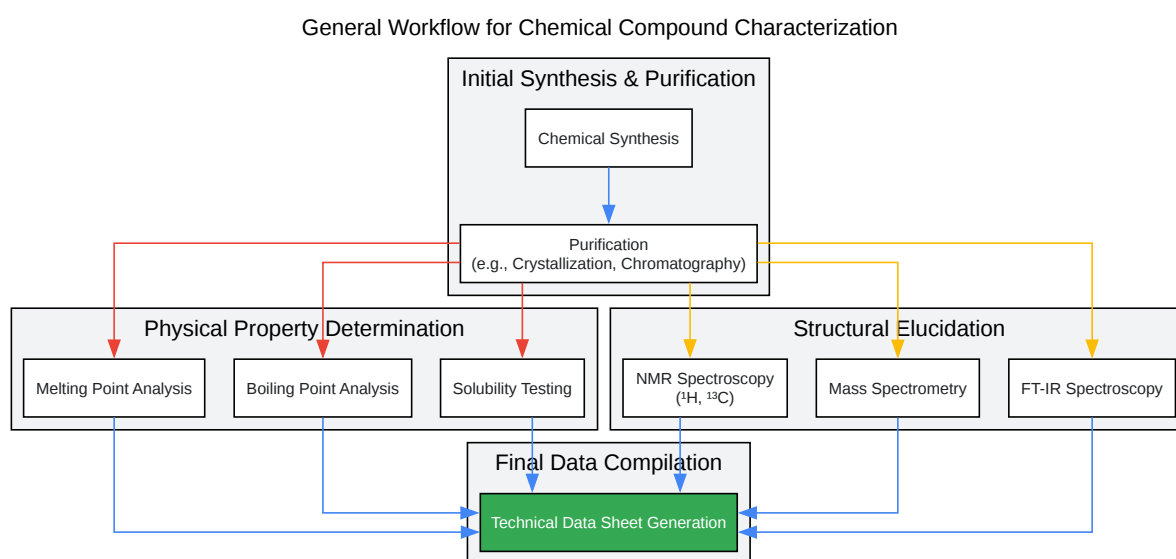 General Workflow for Chemical Compound Characterization
Initial Synthesis & Purification
Chemical Synthesis
Purification
(e.g., Crystallization, Chromatography)
Physical Property Determination
Melting Point Analysis
Boiling Point Analysis
Solubility Testing
Structural Elucidation
NMR Spectroscopy
(¹H, ¹³C)
Mass Spectrometry
FT-IR Spectroscopy
Final Data Compilation
Technical Data Sheet Generation